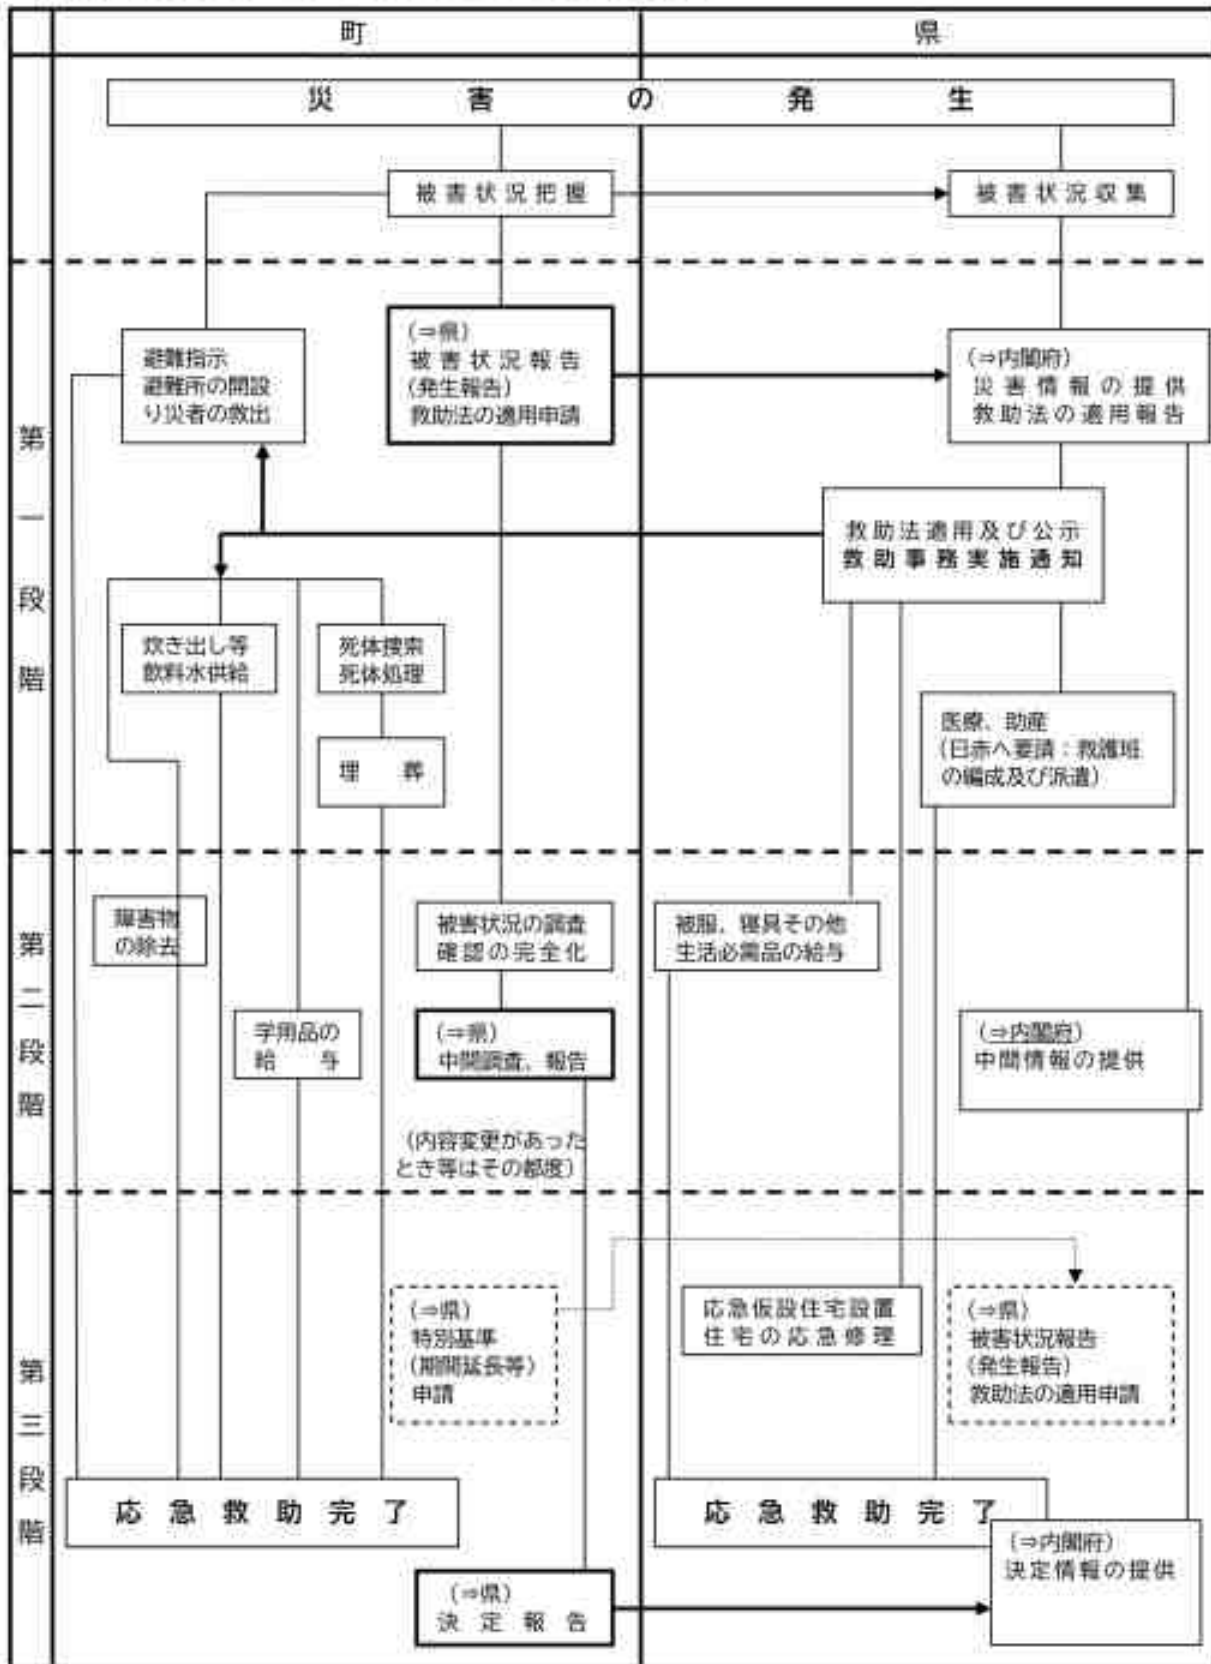 町
県
災害の発生
被害状況把握
被害状況収集
第一段階
避難指示
避難所の開設
り災者の救出
(⇒県)
被害状況報告
(発生報告)
救助法の適用申請
(⇒内閣府)
災害情報の提供
救助法の適用報告
救助法適用及び公示
救助事務実施通知
炊き出し等
飲料水供給
死体捜索
死体処理
埋葬
医療、助産
(日赤へ要請：救護班
の編成及び派遣)
第二段階
障害物
の除去
被害状況の調査
確認の完全化
被服、寝具その他
生活必需品の給与
学用品の
給与
(⇒県)
中間調査、報告
(⇒内閣府)
中間情報の提供
(内容変更があった
とき等はその都度)
第三段階
(⇒県)
特別基準
(期間延長等)
申請
応急仮設住宅設置
住宅の応急修理
(⇒県)
被害状況報告
(発生報告)
救助法の適用申請
応急救助完了
応急救助完了
(⇒内閣府)
決定情報の提供
(⇒県)
決定報告